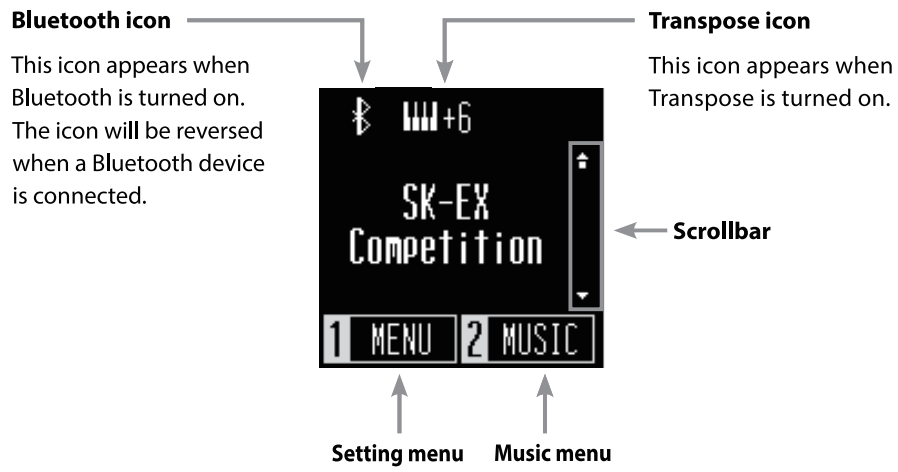 Bluetooth icon
This icon appears when
Bluetooth is turned on.
The icon will be reversed
when a Bluetooth device
is connected.
Transpose icon
This icon appears when
Transpose is turned on.
+6
SK-EX
Competition
Scrollbar
1 MENU 2 MUSIC
Setting menu Music menu